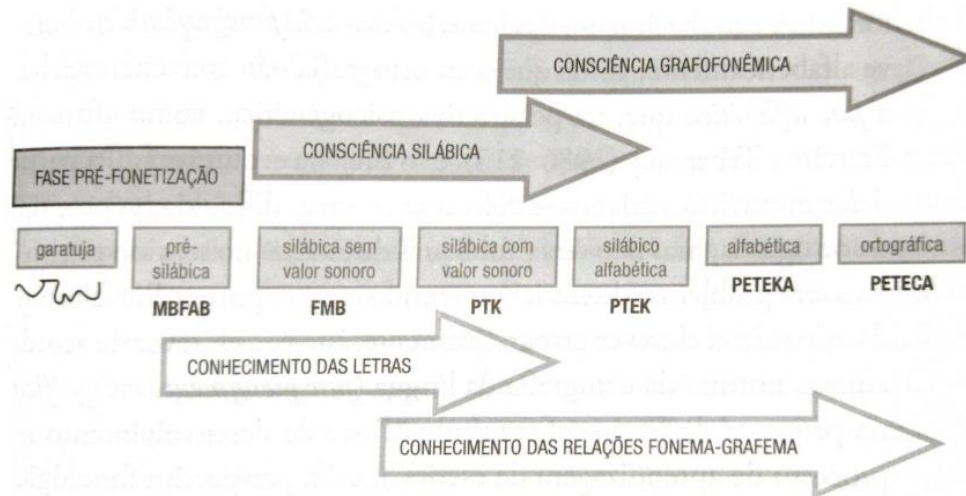 CONSCIÊNCIA GRAFOFONÊMICA
CONSCIÊNCIA SILÁBICA
FASE PRÉ-FONETIZAÇÃO
garatuja
pré-
silábica
silábica sem
valor sonoro
silábica com
valor sonoro
silábico
alfabética
alfabética
ortográfica
MBFAB
FMB
PTK
PTEK
PETEKA
PETECA
CONHECIMENTO DAS LETRAS
CONHECIMENTO DAS RELAÇÕES FONEMA-GRAFEMA